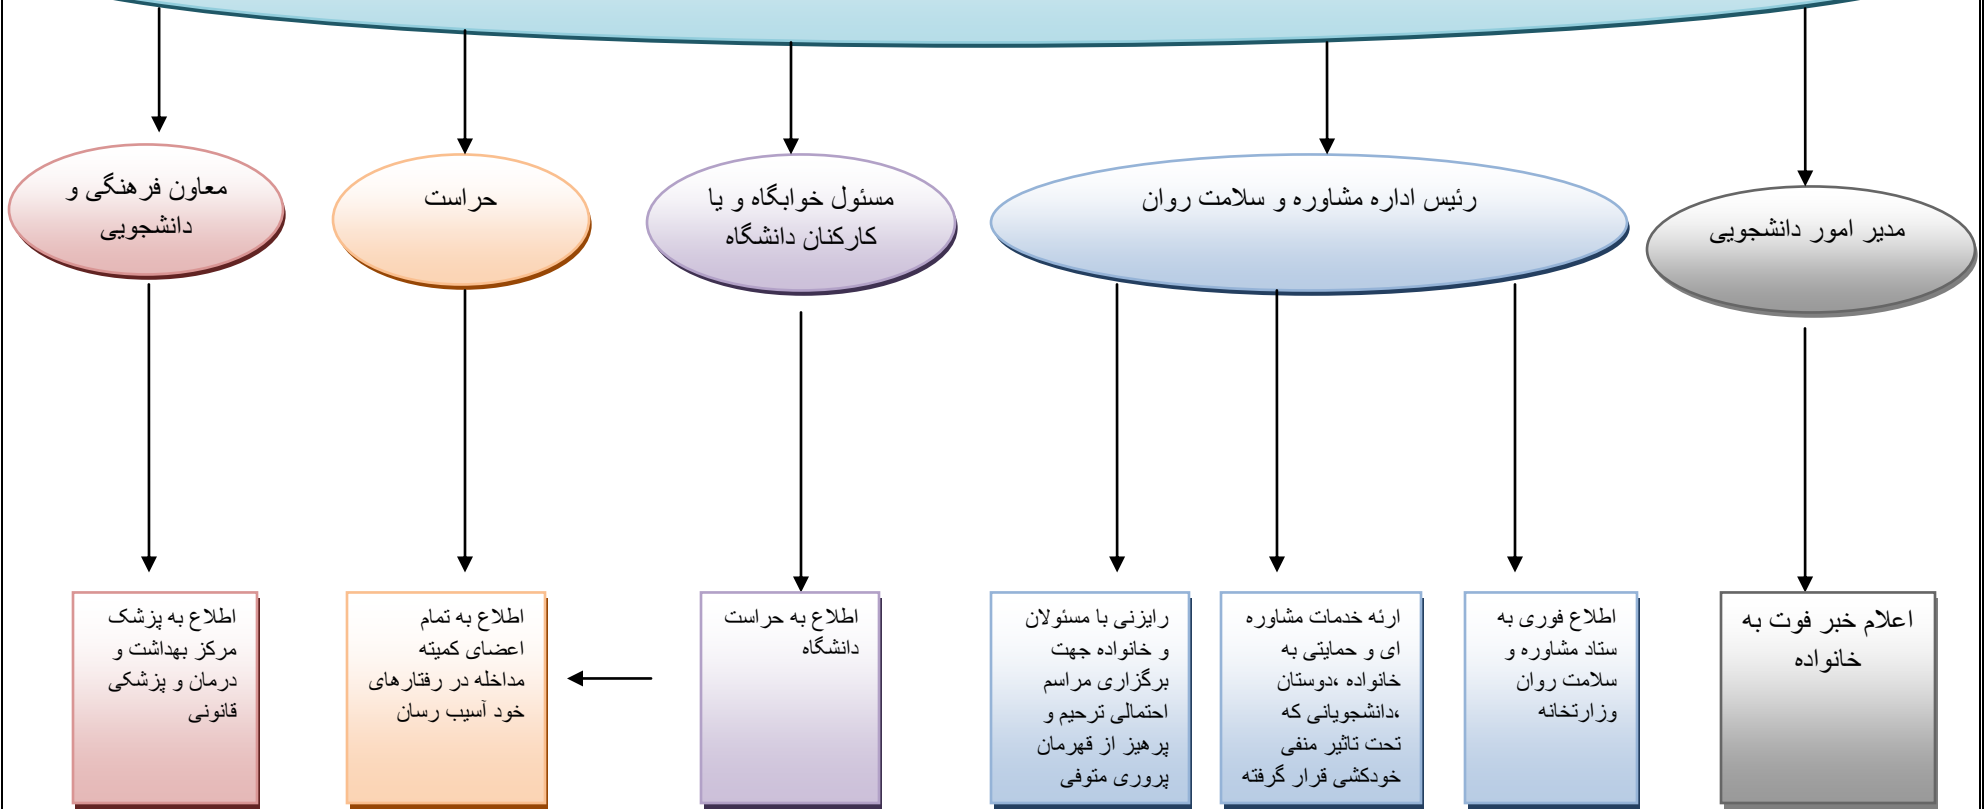 مدیر امور دانشجویی
رئیس اداره مشاوره و سلامت روان
مسئول خوابگاه و یا
کارکنان دانشگاه
حراست
معاون فرهنگی و
دانشجویی
اعلام خبر فوت به
خانواده
اطلاع فوری به
ستاد مشاوره و
سلامت روان
وزارتخانه
ارئه خدمات مشاوره
ای و حمایتی به
خانواده ،دوستان
،دانشجویانی که
تحت تاثیر منفی
خودکشی قرار گرفته
رایزنی با مسئولان
و خانواده جهت
برگزاری مراسم
احتمالی ترحیم و
پرهیز از قهرمان
پروری متوفی
اطلاع به حراست
دانشگاه
اطلاع به تمام
اعضای کمیته
مداخله در رفتارهای
خود آسیب رسان
اطلاع به پزشک
مرکز بهداشت و
درمان و پزشکی
قانونی